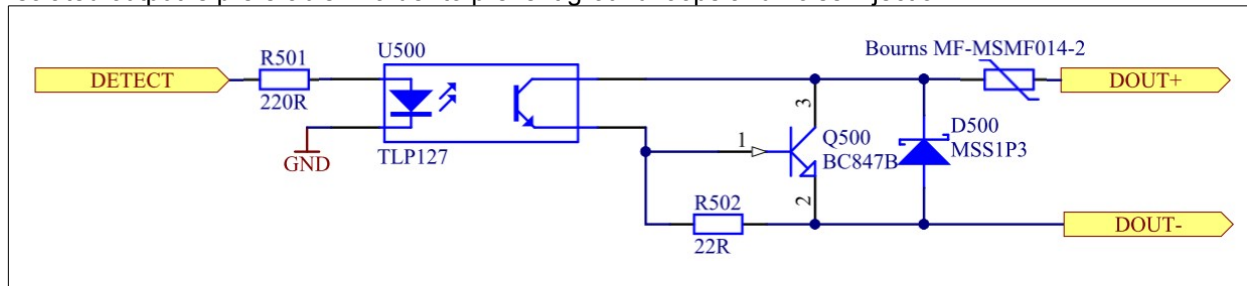 U500
Bourns MF-MSMF014-2
R501
DETECT
DOUT+
220R
3
D500
1
Q500
MSS1P3
GND
TLP127
BC847B
R502
2
22R
DOUT-